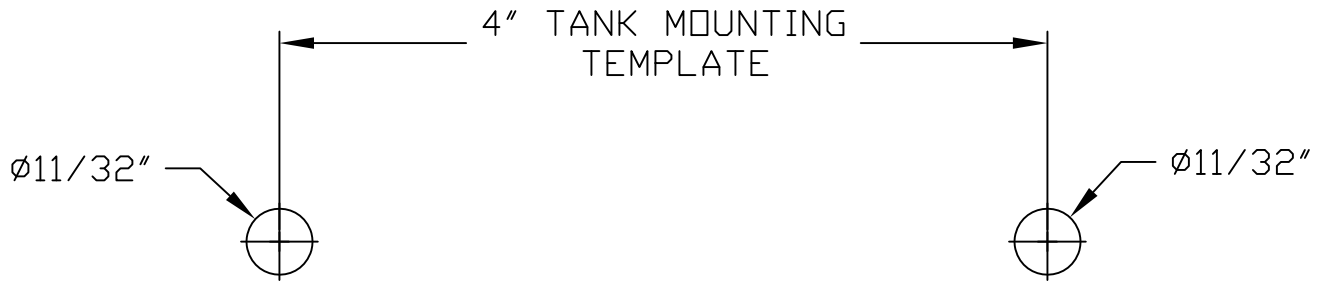 4" TANK MOUNTING
TEMPLATE
Ø11/32"
Ø11/32"